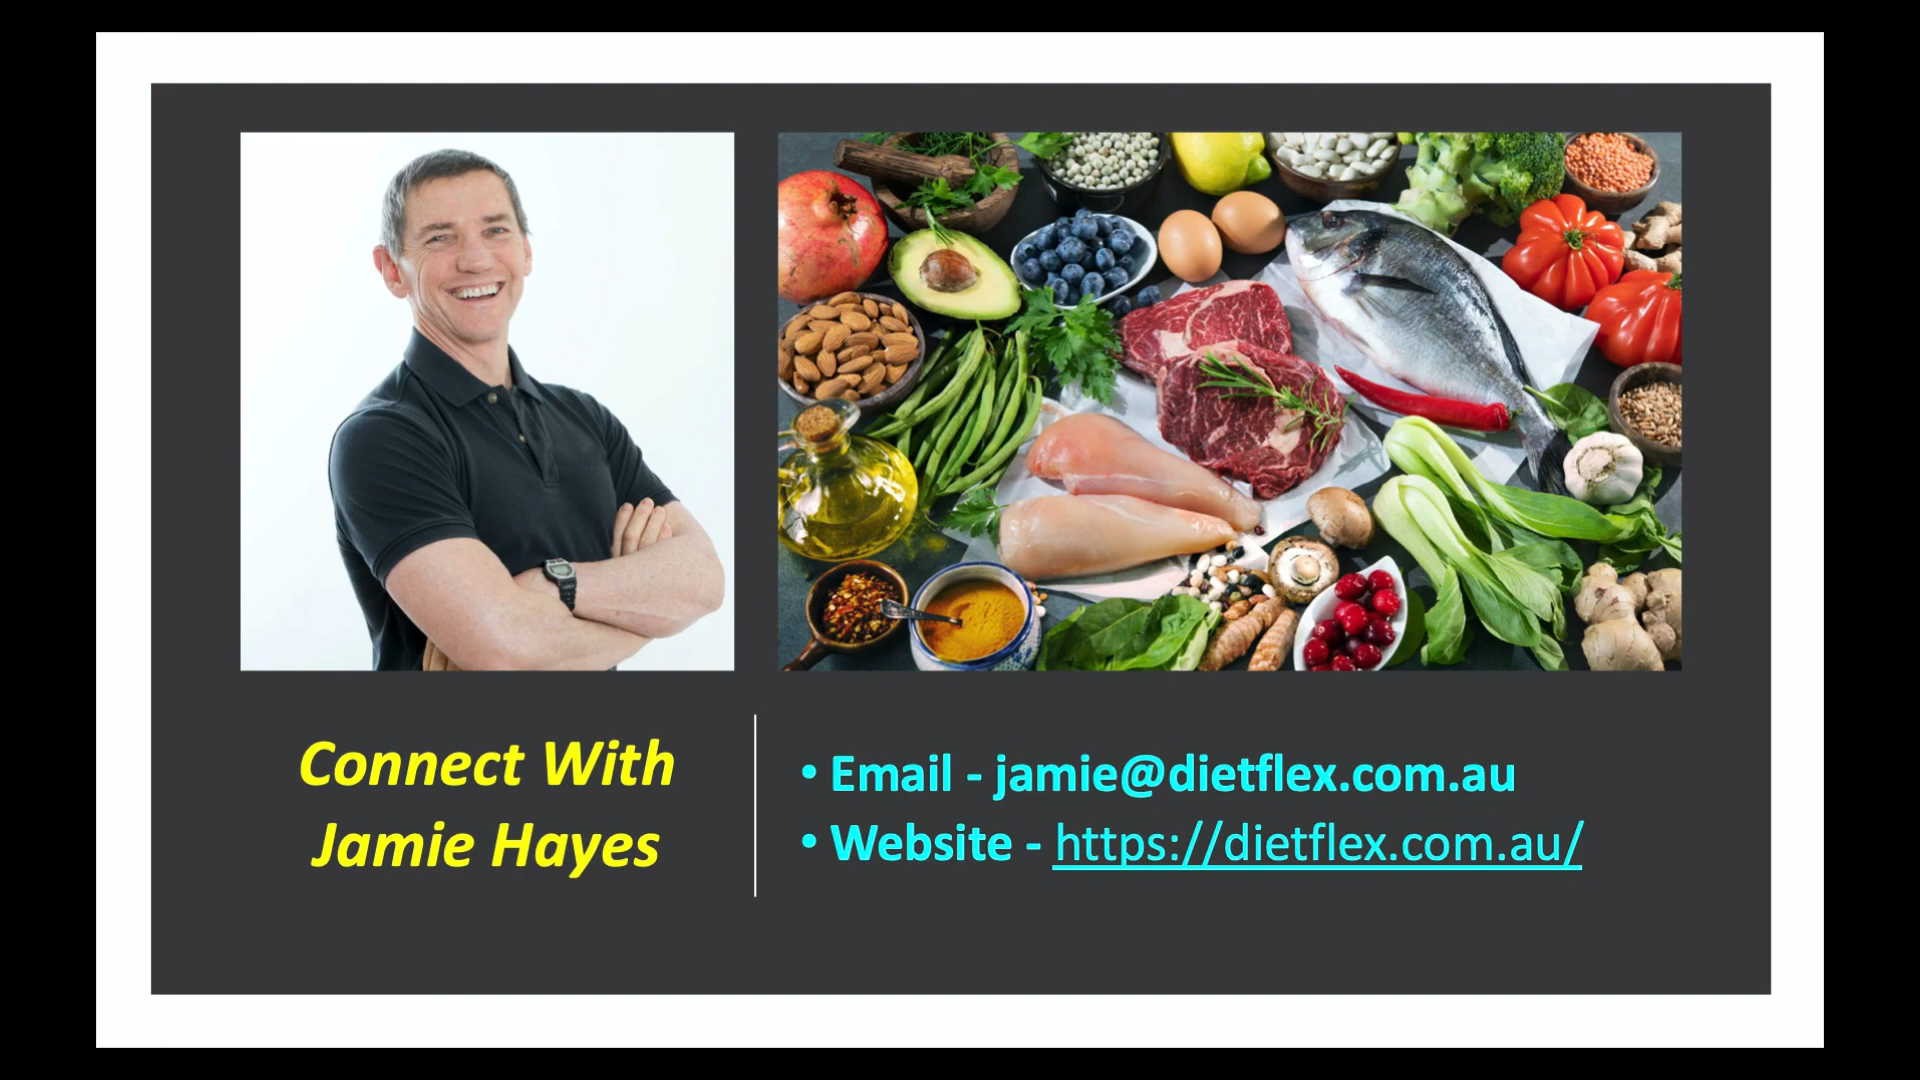 Connect With
Jamie Hayes
• Email - jamie@dietflex.com.au
• Website - https://dietflex.com.au/